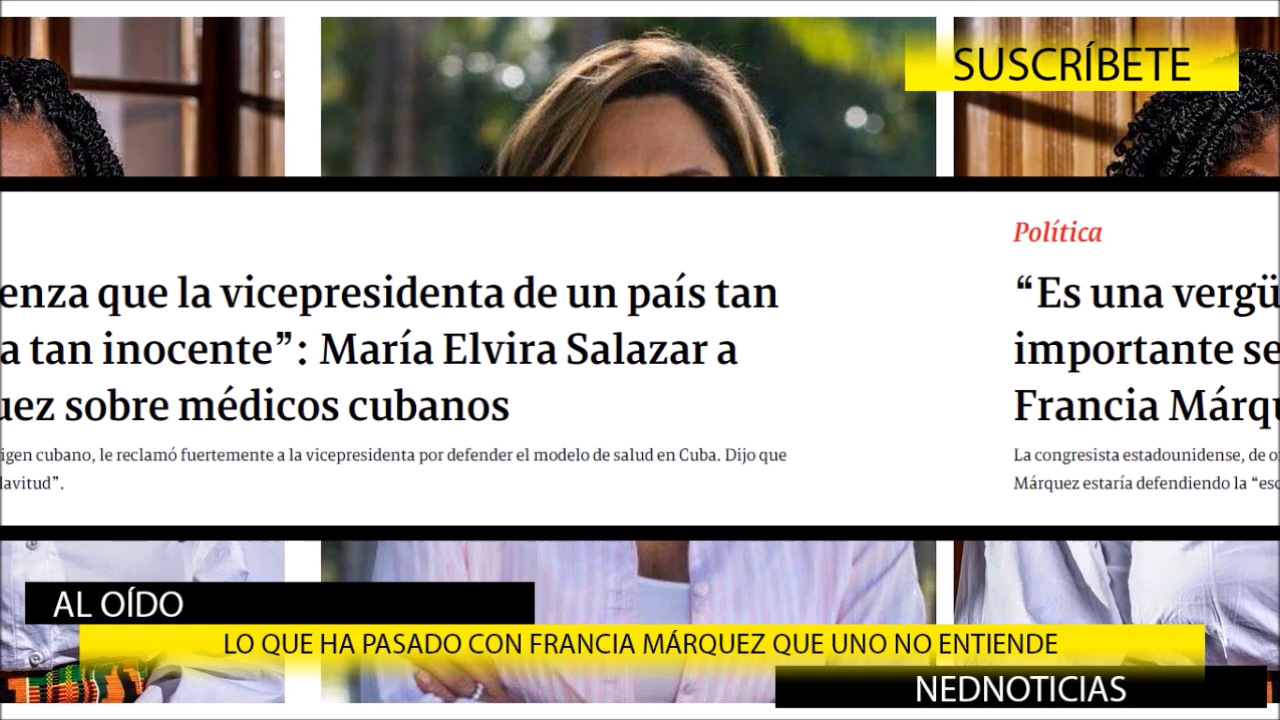 SUSCRÍBETE
enza que la vicepresidenta de un país tan
a tan inocente”: María Elvira Salazar a
uez sobre médicos cubanos
igen cubano, le reclamó fuertemente a la vicepresidenta por defender el modelo de salud en Cuba. Dijo que
lavitud”.
Política
“Es una vergü
importante se
Francia Márqu
La congresista estadounidense, de o
Márquez estaría defendiendo la “esc
AL OÍDO
LO QUE HA PASADO CON FRANCIA MÁRQUEZ QUE UNO NO ENTIENDE
NEDNOTICIAS